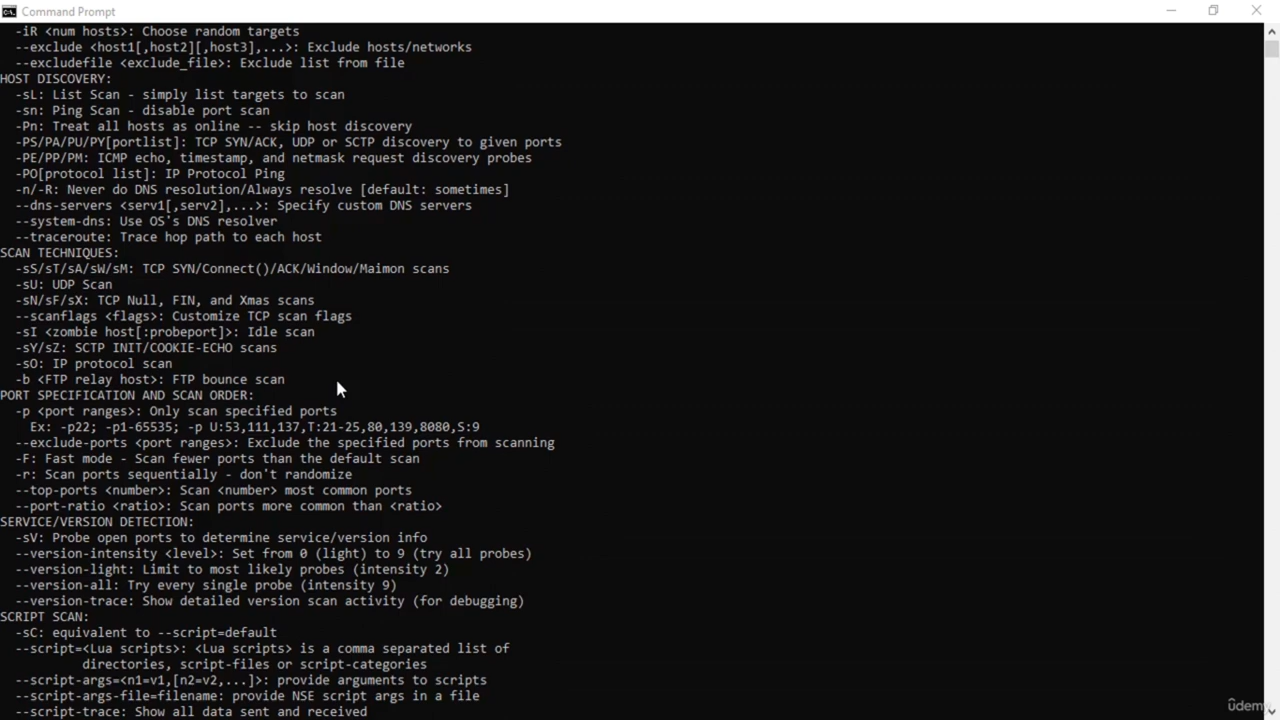 Command Prompt
-iR <num hosts>: Choose random targets
--exclude <host1[,host2][,host3],...>: Exclude hosts/networks
--excludefile <exclude_file>: Exclude list from file
HOST DISCOVERY:
-sL: List Scan - simply list targets to scan
-sn: Ping Scan - disable port scan
-Pn: Treat all hosts as online -- skip host discovery
-PS/PA/PU/PY[portlist]: TCP SYN/ACK, UDP or SCTP discovery to given ports
-PE/PP/PM: ICMP echo, timestamp, and netmask request discovery probes
-PO[protocol list]: IP Protocol Ping
-n/-R: Never do DNS resolution/Always resolve [default: sometimes]
--dns-servers <serv1[,serv2],...>: Specify custom DNS servers
--system-dns: Use OS's DNS resolver
--traceroute: Trace hop path to each host
SCAN TECHNIQUES:
-sS/sT/sA/sW/sM: TCP SYN/Connect()/ACK/Window/Maimon scans
-sU: UDP Scan
-sN/sF/sX: TCP Null, FIN, and Xmas scans
--scanflags <flags>: Customize TCP scan flags
-sI <zombie host[:probeport]>: Idle scan
-sY/sZ: SCTP INIT/COOKIE-ECHO scans
-sO: IP protocol scan
-b <FTP relay host>: FTP bounce scan
PORT SPECIFICATION AND SCAN ORDER:
-p <port ranges>: Only scan specified ports
Ex: -p22; -p1-65535; -p U:53,111,137,T:21-25,80,139,8080,S:9
--exclude-ports <port ranges>: Exclude the specified ports from scanning
-F: Fast mode - Scan fewer ports than the default scan
-r: Scan ports sequentially - don't randomize
--top-ports <number>: Scan <number> most common ports
--port-ratio <ratio>: Scan ports more common than <ratio>
SERVICE/VERSION DETECTION:
-sV: Probe open ports to determine service/version info
--version-intensity <level>: Set from 0 (light) to 9 (try all probes)
--version-light: Limit to most likely probes (intensity 2)
--version-all: Try every single probe (intensity 9)
--version-trace: Show detailed version scan activity (for debugging)
SCRIPT SCAN:
-sC: equivalent to --script=default
--script=<Lua scripts>: <Lua scripts> is a comma separated list of
directories, script-files or script-categories
--script-args=<n1=v1,[n2=v2,...]>: provide arguments to scripts
--script-args-file=filename: provide NSE script args in a file
--script-trace: Show all data sent and received
ûdemy